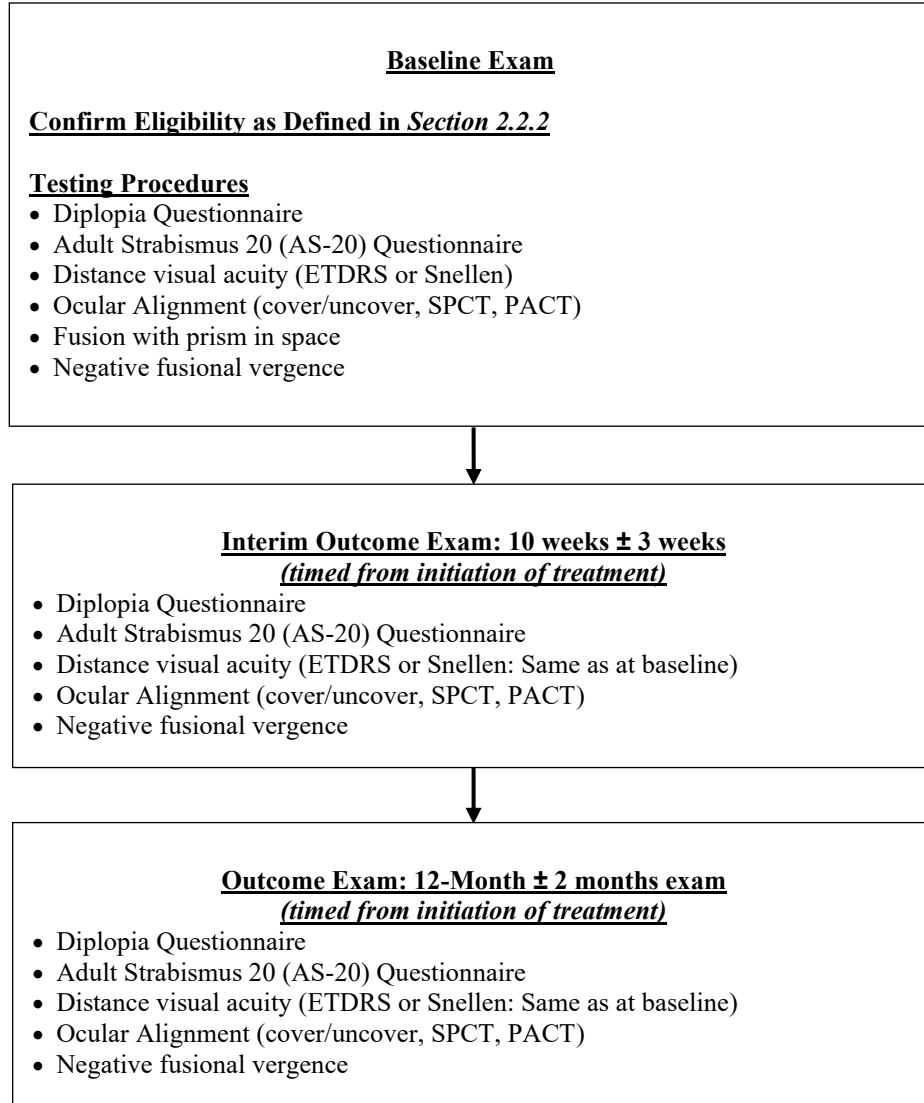 Baseline Exam
Confirm Eligibility as Defined in Section 2.2.2
Testing Procedures
• Diplopia Questionnaire
• Adult Strabismus 20 (AS-20) Questionnaire
• Distance visual acuity (ETDRS or Snellen)
• Ocular Alignment (cover/uncover, SPCT, PACT)
• Fusion with prism in space
• Negative fusional vergence
Interim Outcome Exam: 10 weeks ± 3 weeks
(timed from initiation of treatment)
• Diplopia Questionnaire
• Adult Strabismus 20 (AS-20) Questionnaire
• Distance visual acuity (ETDRS or Snellen: Same as at baseline)
• Ocular Alignment (cover/uncover, SPCT, PACT)
• Negative fusional vergence
Outcome Exam: 12-Month ± 2 months exam
(timed from initiation of treatment)
• Diplopia Questionnaire
• Adult Strabismus 20 (AS-20) Questionnaire
• Distance visual acuity (ETDRS or Snellen: Same as at baseline)
• Ocular Alignment (cover/uncover, SPCT, PACT)
• Negative fusional vergence